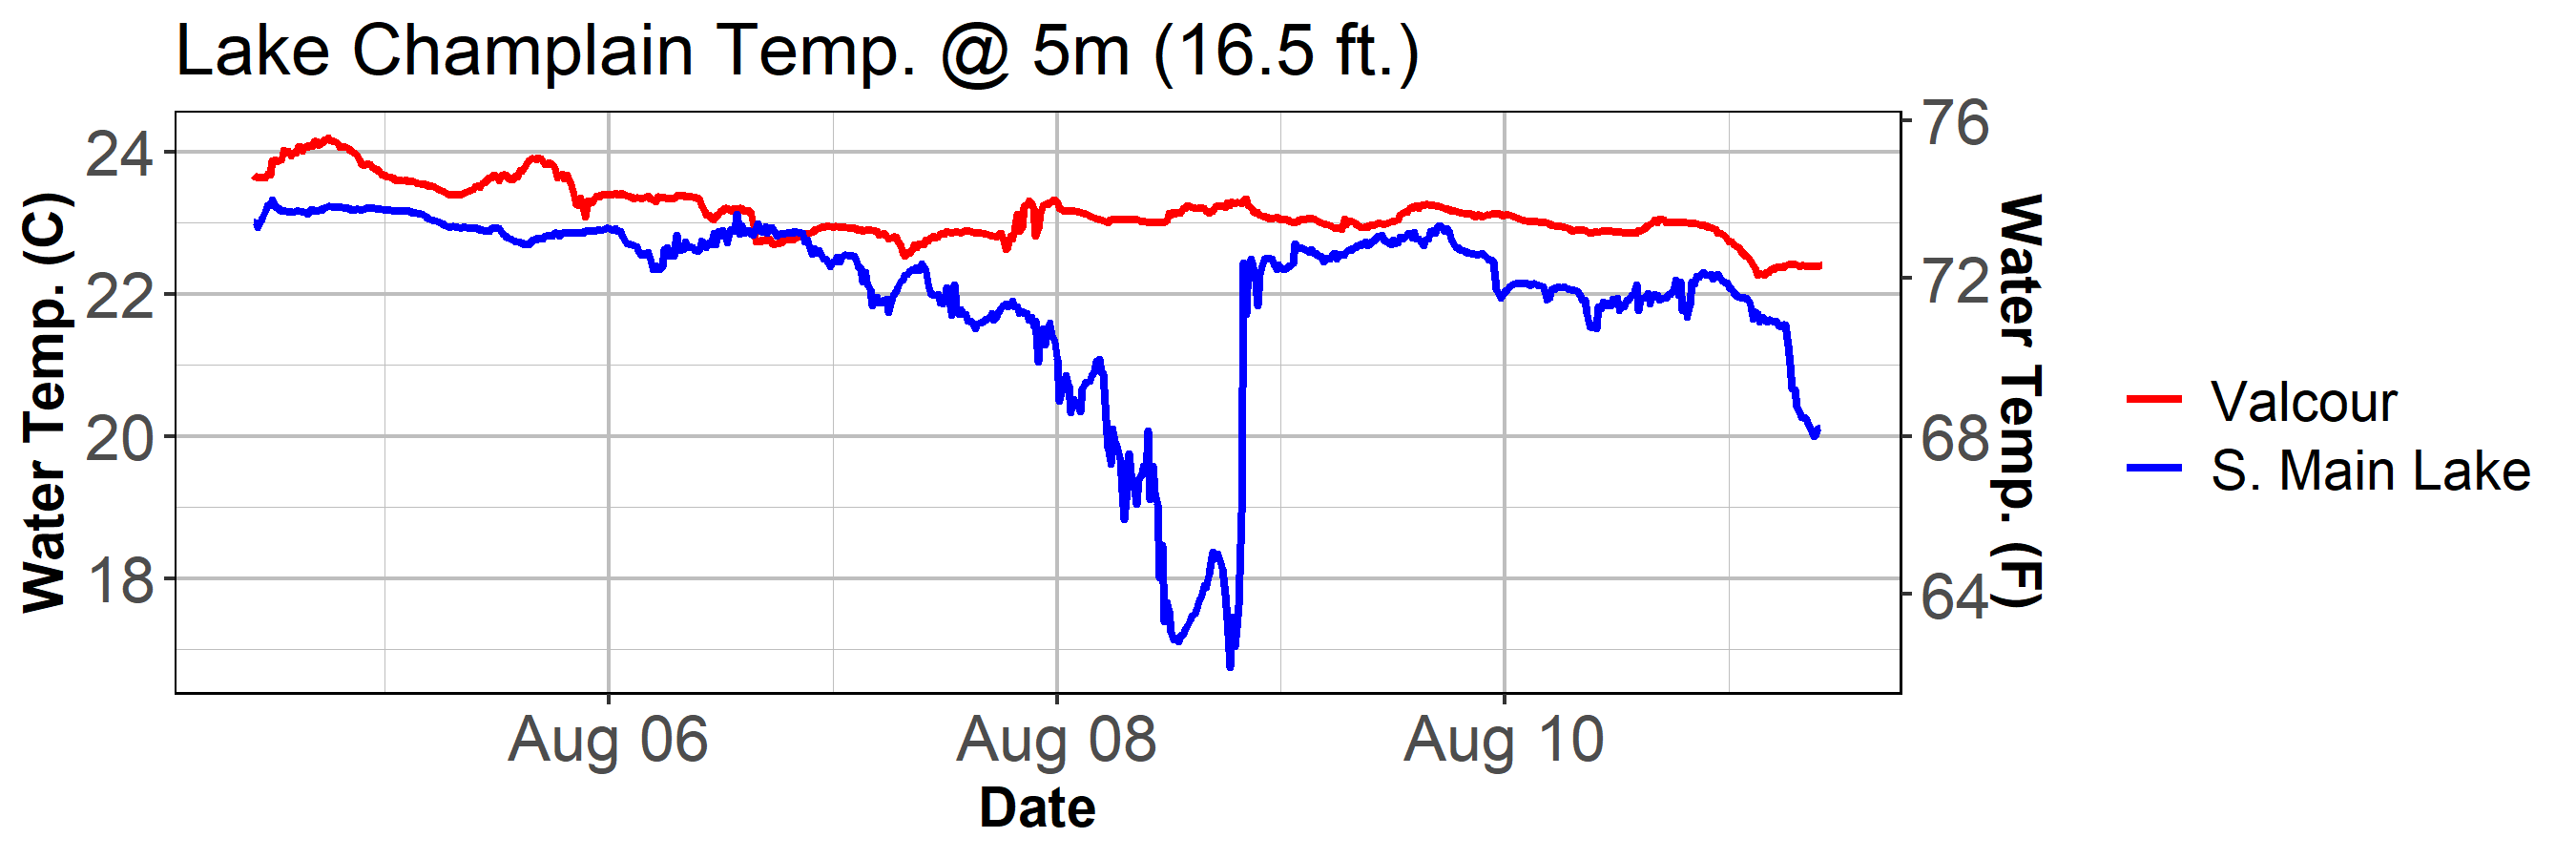 Lake Champlain Temp. @ 5m (16.5 ft.)
Water Temp. (C)
24
22
20
18
76
72
68
64
Water Temp. (F)
Aug 06
Aug 08
Aug 10
Date
Valcour
S. Main Lake